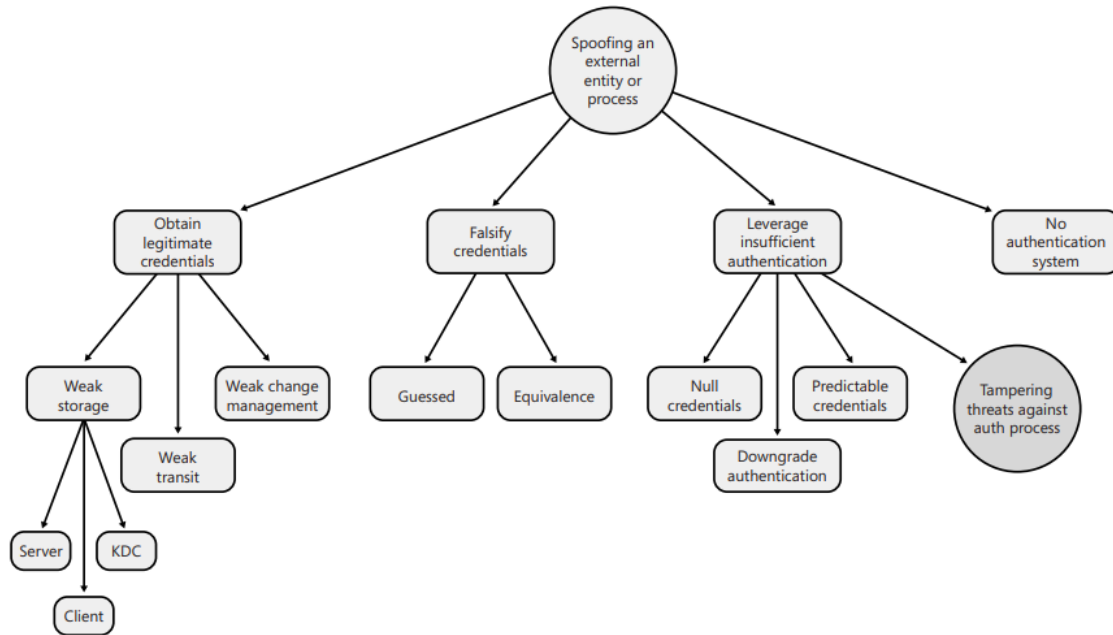 Spoofing an
external
entity or
process
Obtain
legitimate
credentials
Falsify
credentials
Leverage
insufficient
authentication
No
authentication
system
Weak
storage
Weak change
management
Weak
transit
Guessed
Equivalence
Null
credentials
Predictable
credentials
Downgrade
authentication
Tampering
threats against
auth process
Server
KDC
Client